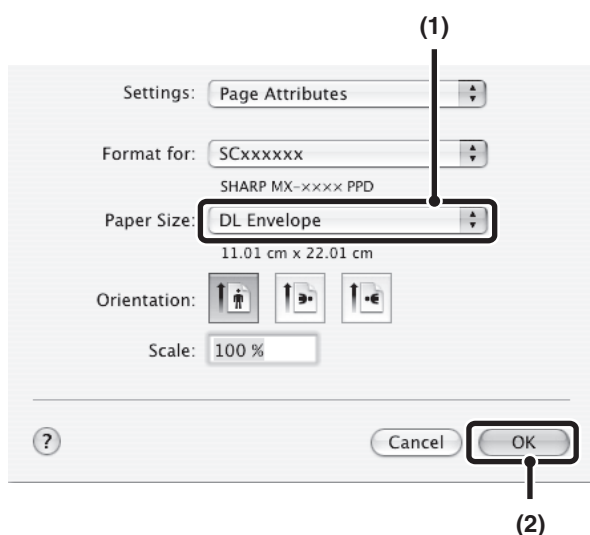 (1)
Settings: Page Attributes
Format for: SCxxxxxx
SHARP MX-×××× PPD
Paper Size: DL Envelope
11.01 cm x 22.01 cm
Orientation:
Scale: 100 %
? Cancel OK
(2)